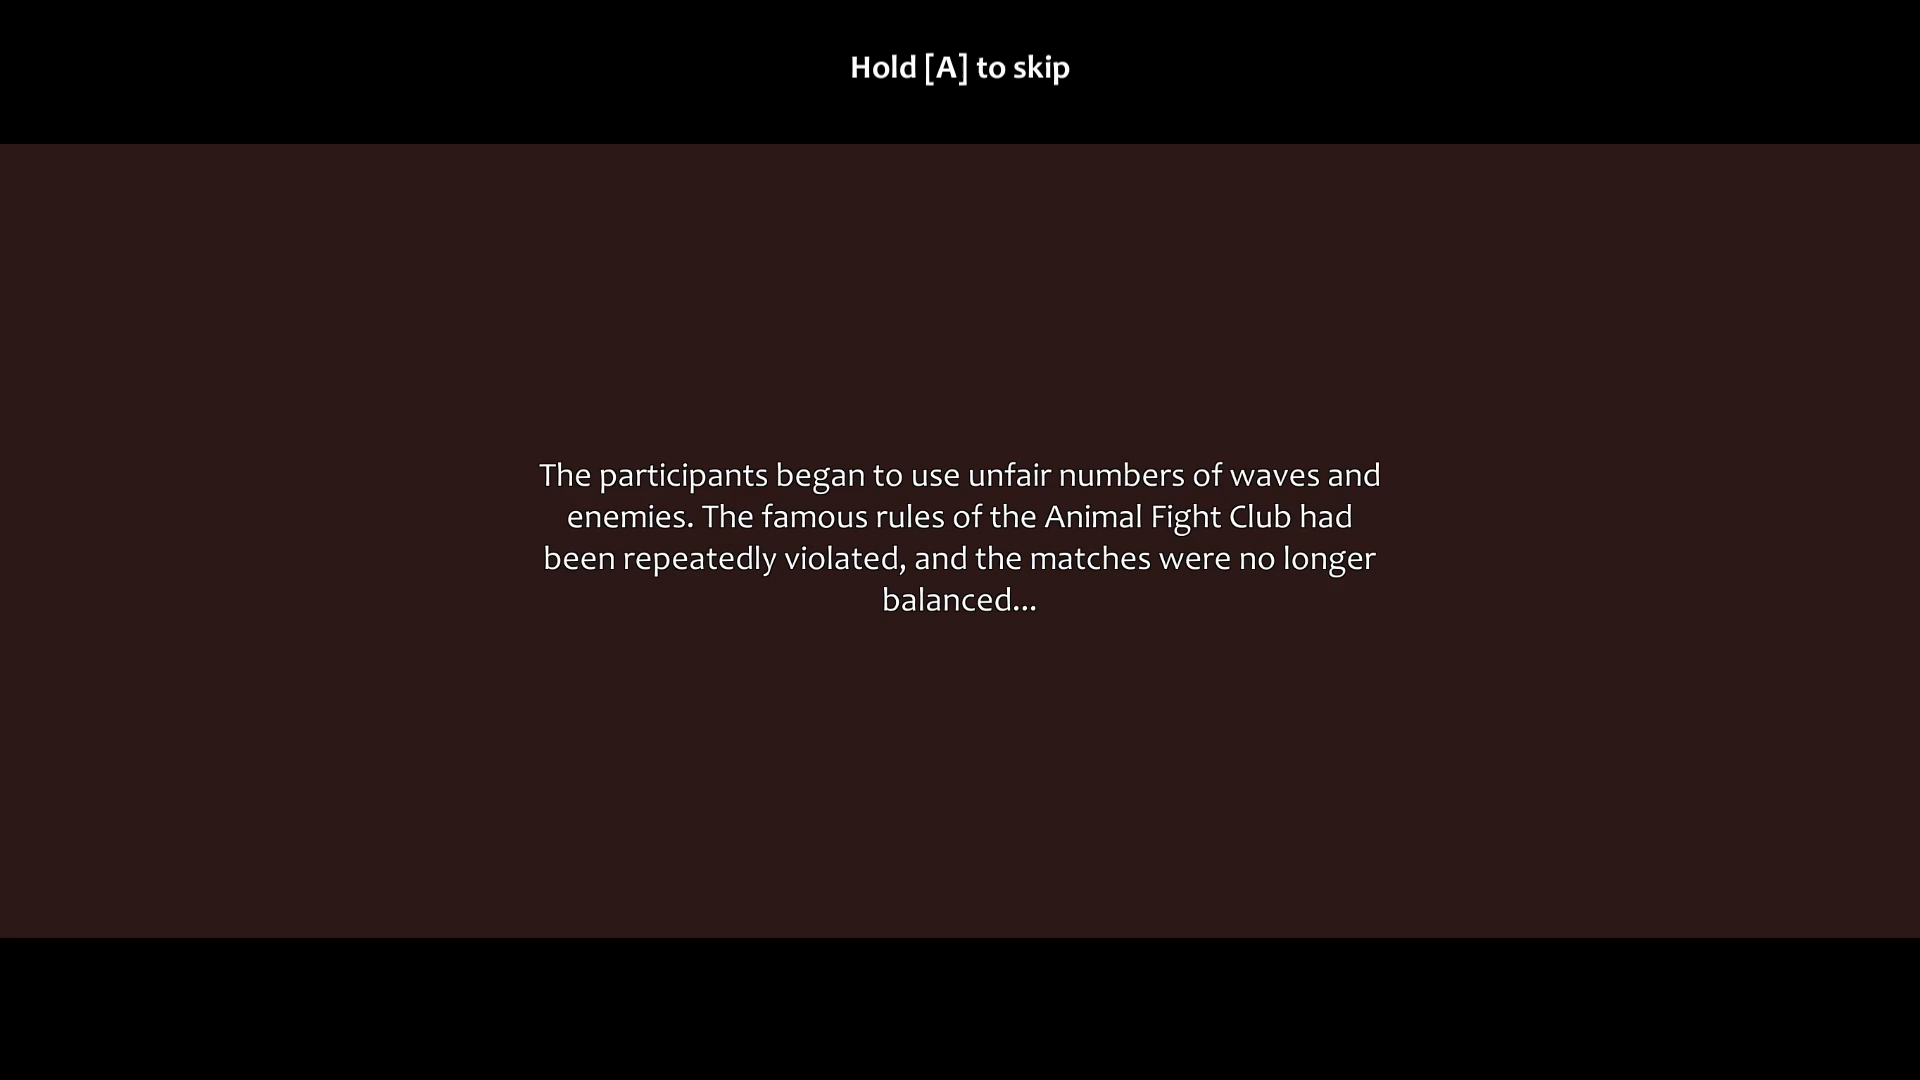 Hold [A] to skip
The participants began to use unfair numbers of waves and
enemies. The famous rules of the Animal Fight Club had
been repeatedly violated, and the matches were no longer
balanced...